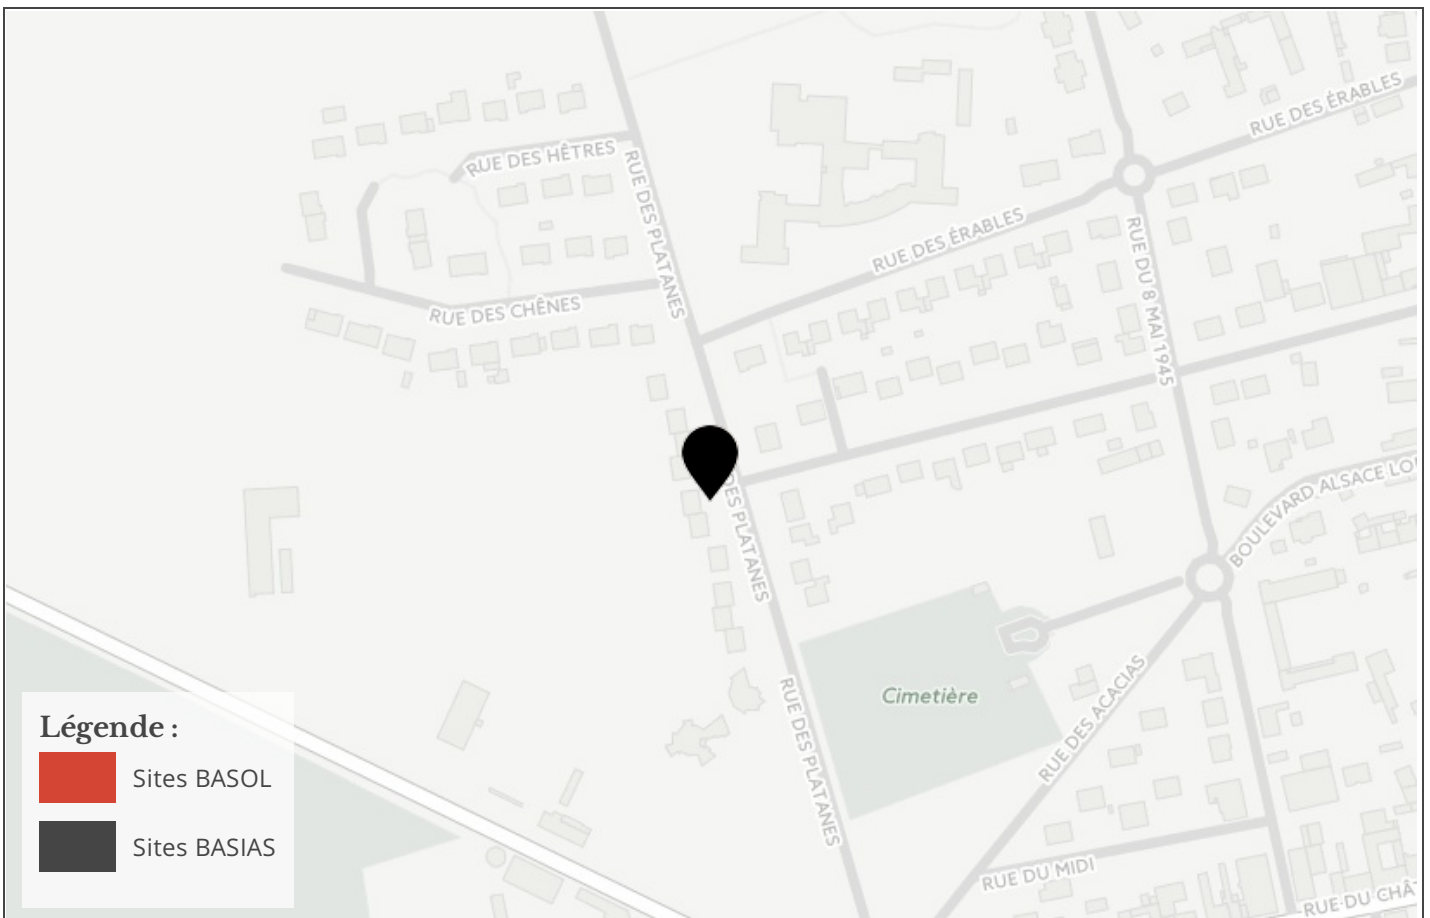 RUE DES ÉRABLES
RUE DES HÊTRES
RUE DES PLATANES
RUE DES ÉRABLES
RUE DU 8 MAI 1945
RUE DES CHÊNES
BOULEVARD ALSACE LO
DES PLATANES
Cimetière
RUE DES PLATANES
RUE DES ACACIAS
RUE DU MIDI
RUE DU CHÂ
Légende :
Sites BASOL
Sites BASIAS